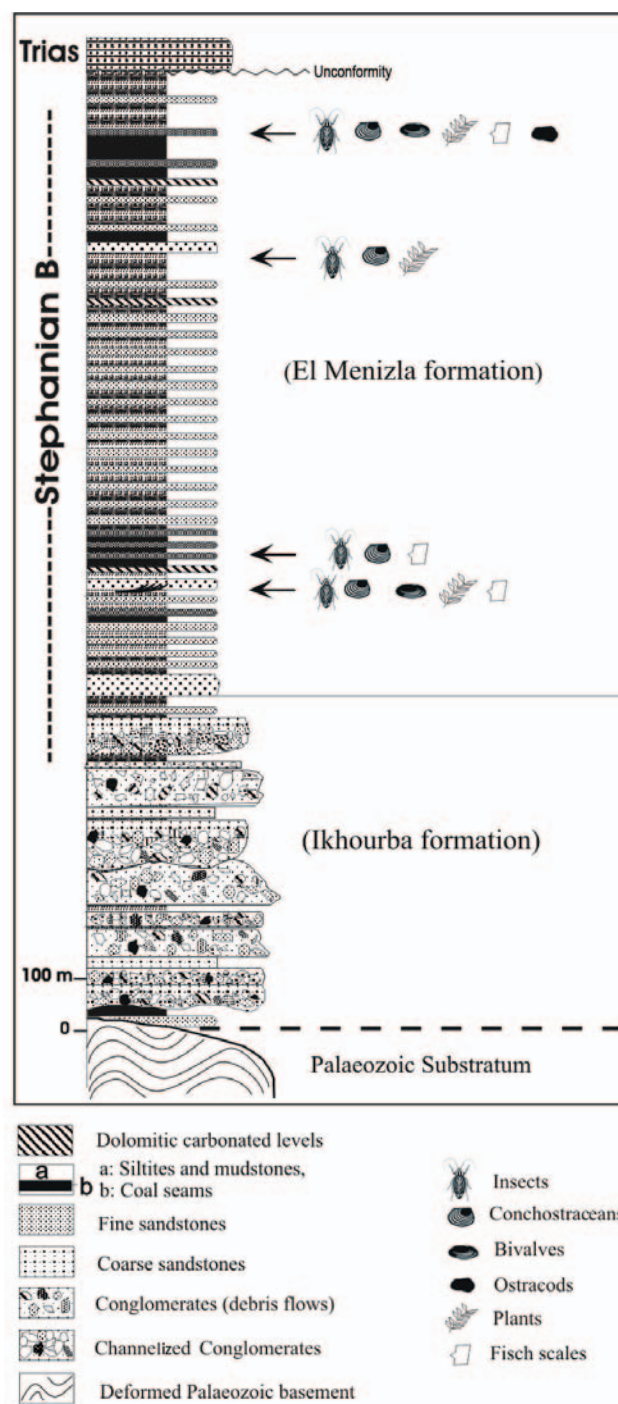 Trias
Unconformity
Stephanian B
(El Menizla formation)
(Ikhourba formation)
100 m
0
Palaeozoic Substratum
Dolomitic carbonated levels
a
a: Siltites and mudstones,
b
b: Coal seams
Fine sandstones
Coarse sandstones
Conglomerates (debris flows)
Channelized Conglomerates
Deformed Palaeozoic basement
Insects
Conchostraceans
Bivalves
Ostracods
Plants
Fisch scales